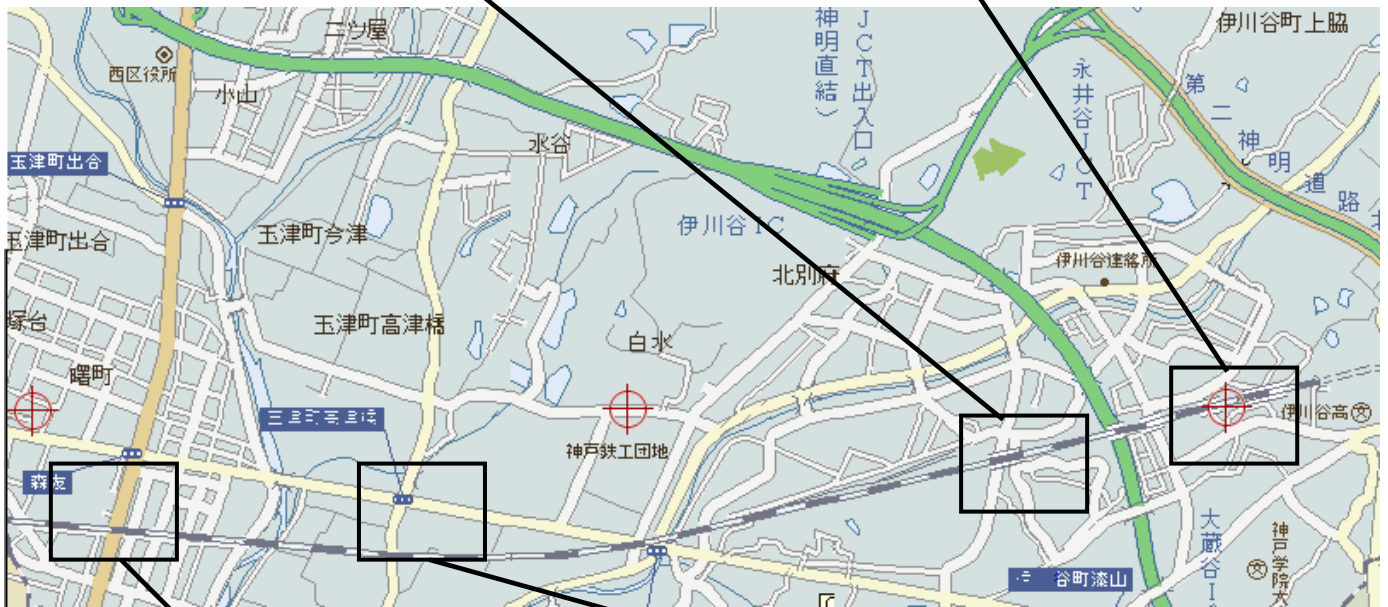 二ツ屋
西区役所
小山
玉津町出合
水谷
神明直結）
ＪＣＴ出入口
永井谷ＪＣＴ
第二神明道路北
伊川谷町上脇
玉津町出合
玉津町今津
伊川谷ＩＣ
北別府
伊川谷連絡所
塚台
玉津町高津橋
白水
曙町
神戸鉄工団地
伊川谷高
森友
大蔵谷Ｉ
神戸学院大
谷町漆山